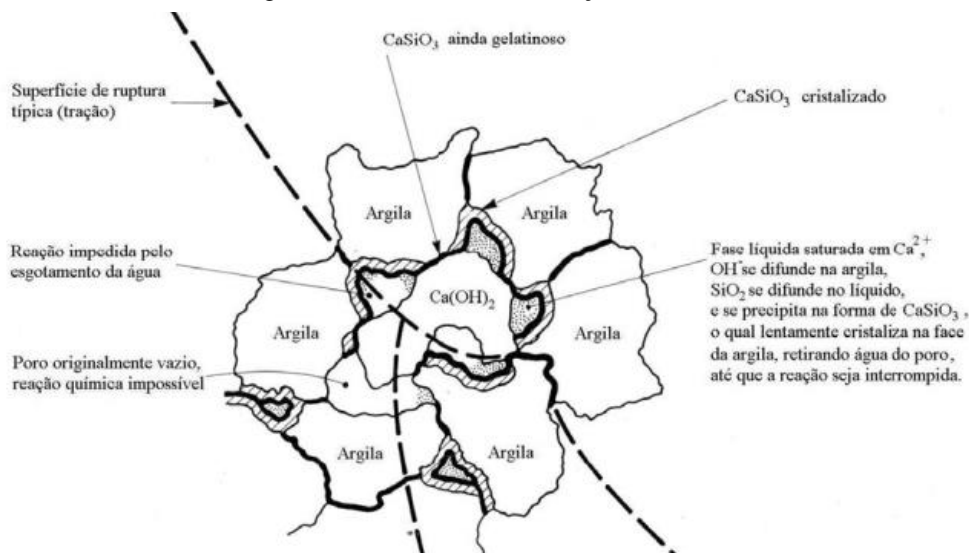 CaSiO3 ainda gelatinoso
Superfície de ruptura
típica (tração)
CaSiO3 cristalizado
Argila
Argila
Reação impedida pelo
esgotamento da água
Ca(OH)2
Fase líquida saturada em Ca2+,
OH-se difunde na argila,
SiO2 se difunde no líquido,
e se precipita na forma de CaSiO3 ,
o qual lentamente cristaliza na face
da argila, retirando água do poro,
até que a reação seja interrompida.
Argila
Argila
Poro originalmente vazio,
reação química impossível
Argila
Argila